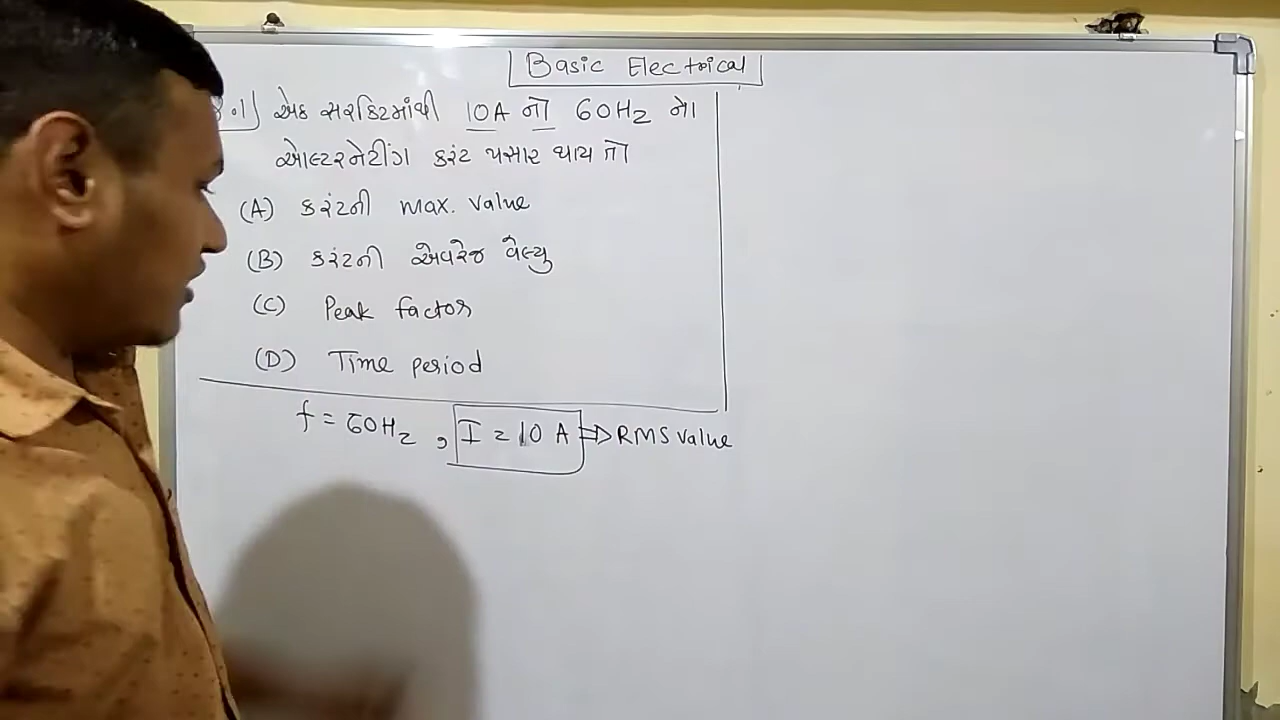 Basic Electrical
એક સરકિટમાંથી 10A નો 60Hz નો
ઓલ્ટરનેટીંગ કરંટ પસાર થાય તો
(A) કરંટની max. value
(B) કરંટની એવરેજ વેલ્યુ
(C) Peak factor
(D) Time period
f = 60Hz , I = 10 A ⇒ RMS value